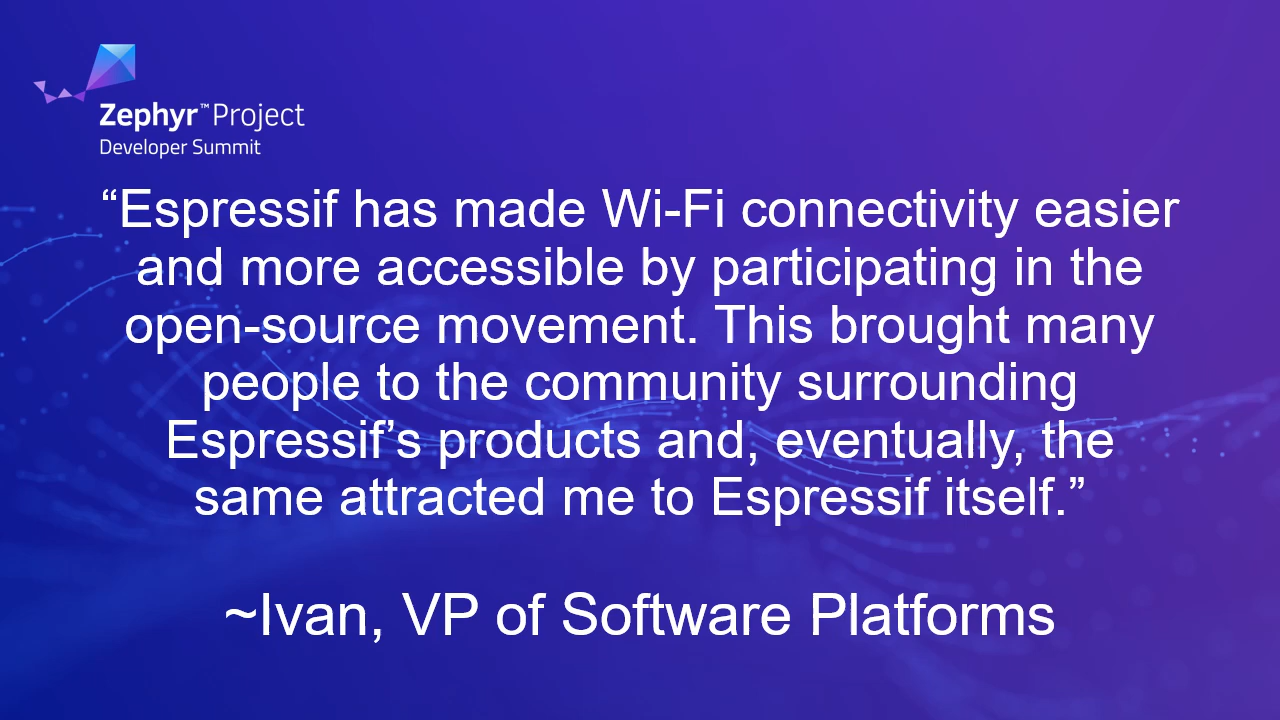 Zephyr™ Project
Developer Summit
“Espressif has made Wi-Fi connectivity easier
and more accessible by participating in the
open-source movement. This brought many
people to the community surrounding
Espressif’s products and, eventually, the
same attracted me to Espressif itself.”
~Ivan, VP of Software Platforms